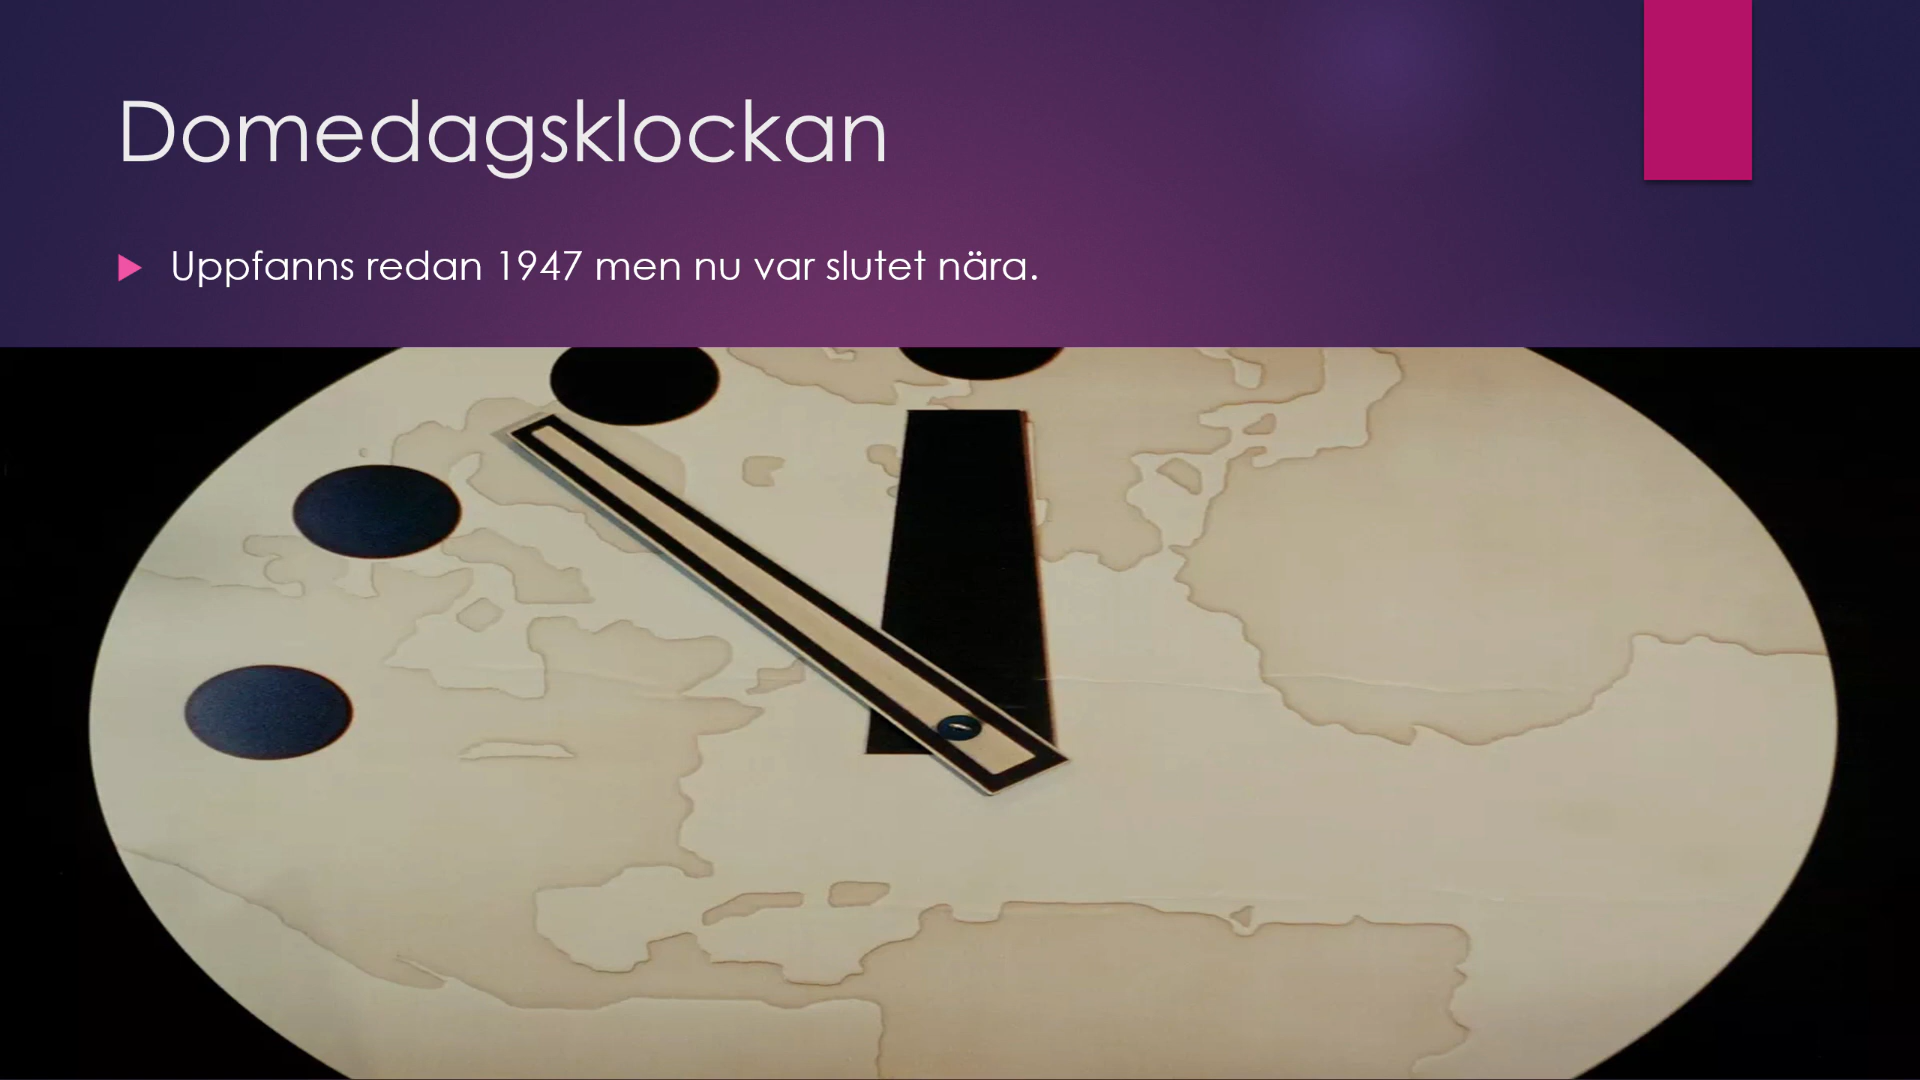 Domedagsklockan
Uppfanns redan 1947 men nu var slutet nära.